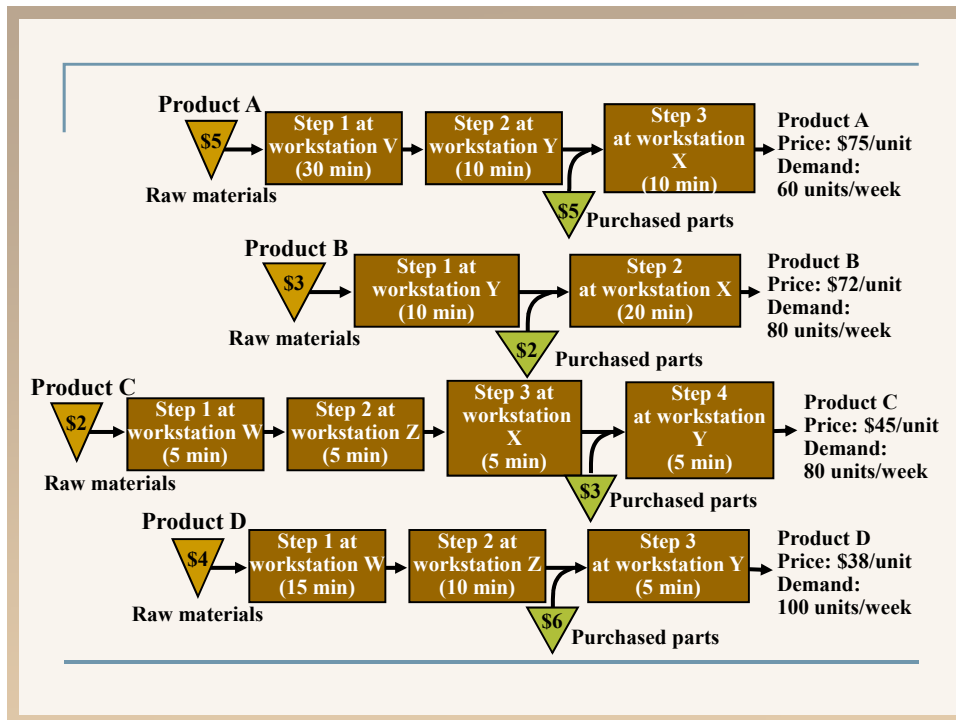 Product A
$5
Raw materials
Step 1 at
workstation V
(30 min)
Step 2 at
workstation Y
(10 min)
$5
Purchased parts
Step 3
at workstation
X
(10 min)
Product A
Price: $75/unit
Demand:
60 units/week
Product B
$3
Raw materials
Step 1 at
workstation Y
(10 min)
$2
Purchased parts
Step 2
at workstation X
(20 min)
Product B
Price: $72/unit
Demand:
80 units/week
Product C
$2
Raw materials
Step 1 at
workstation W
(5 min)
Step 2 at
workstation Z
(5 min)
Step 3 at
workstation
X
(5 min)
$3
Purchased parts
Step 4
at workstation
Y
(5 min)
Product C
Price: $45/unit
Demand:
80 units/week
Product D
$4
Raw materials
Step 1 at
workstation W
(15 min)
Step 2 at
workstation Z
(10 min)
$6
Purchased parts
Step 3
at workstation Y
(5 min)
Product D
Price: $38/unit
Demand:
100 units/week